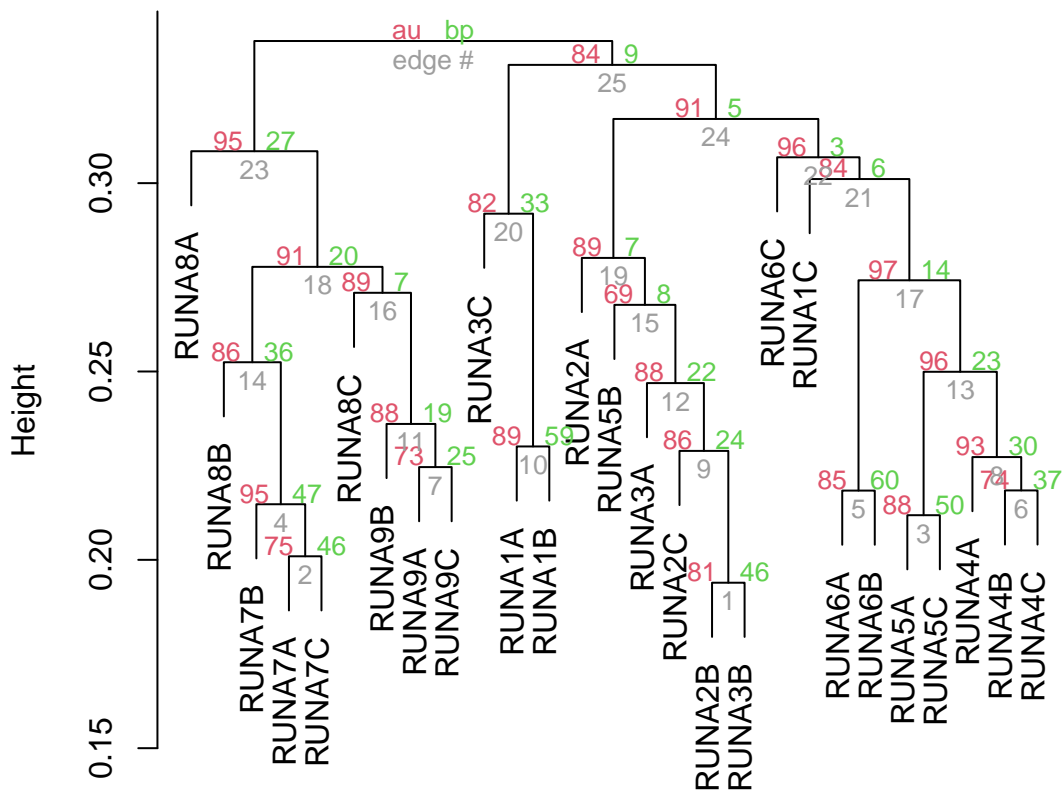 au bp
edge #
84 9
25
91 5
24
95 27
23
96 3
22
84 6
21
82 33
20
89 7
19
91 20
18
97 14
17
89 7
16
69 8
15
86 36
14
96 23
13
88 22
12
88 19
11
89 59
10
86 24
9
93 30
8
73 25
7
74 37
6
85 60
5
95 47
4
88 50
3
75 46
2
81 46
1
Height
0.30
0.25
0.20
0.15
RUNA8A
RUNA8B
RUNA7B
RUNA7A
RUNA7C
RUNA8C
RUNA9B
RUNA9A
RUNA9C
RUNA3C
RUNA1A
RUNA1B
RUNA2A
RUNA5B
RUNA3A
RUNA2C
RUNA2B
RUNA3B
RUNA6C
RUNA1C
RUNA6A
RUNA6B
RUNA5A
RUNA5C
RUNA4A
RUNA4B
RUNA4C